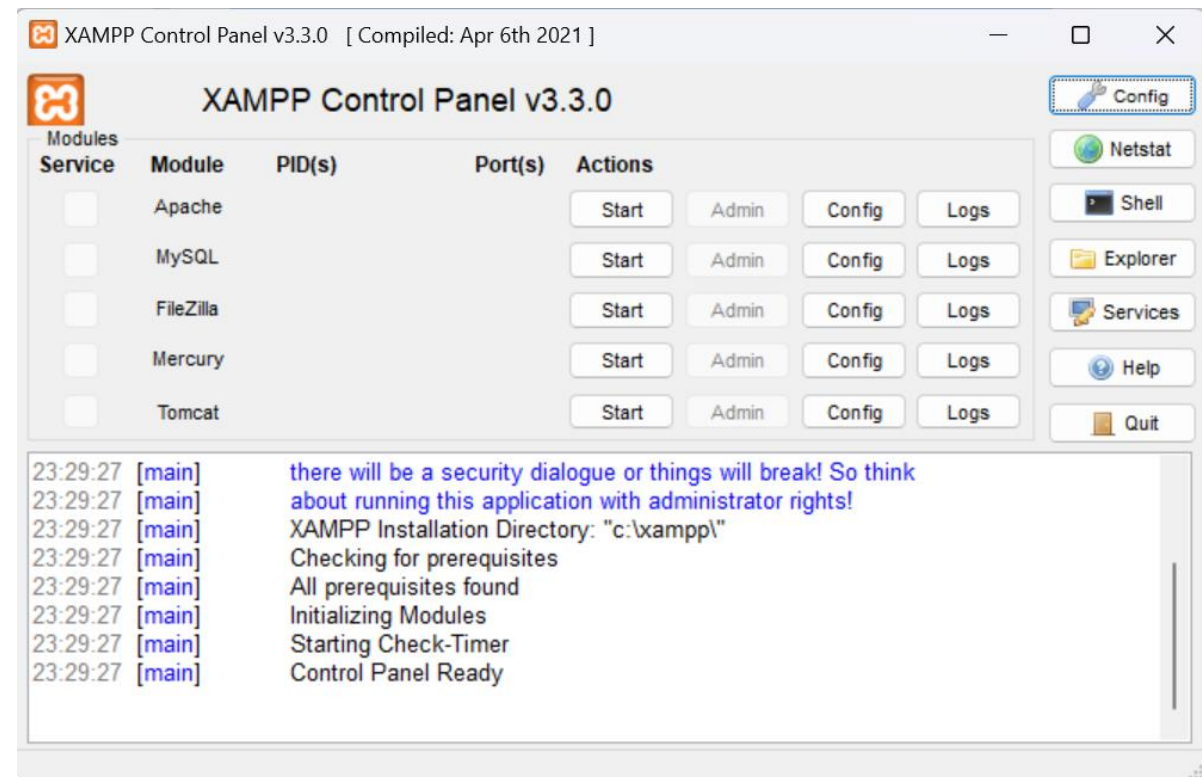 XAMPP Control Panel v3.3.0 [ Compiled: Apr 6th 2021 ]
XAMPP Control Panel v3.3.0
Config
Modules
Netstat
Service Module PID(s) Port(s) Actions
Apache Start Admin Config Logs
Shell
MySQL Start Admin Config Logs
Explorer
FileZilla Start Admin Config Logs
Services
Mercury Start Admin Config Logs
Help
Tomcat Start Admin Config Logs
Quit
23:29:27 [main] there will be a security dialogue or things will break! So think
23:29:27 [main] about running this application with administrator rights!
23:29:27 [main] XAMPP Installation Directory: "c:\xampp\"
23:29:27 [main] Checking for prerequisites
23:29:27 [main] All prerequisites found
23:29:27 [main] Initializing Modules
23:29:27 [main] Starting Check-Timer
23:29:27 [main] Control Panel Ready